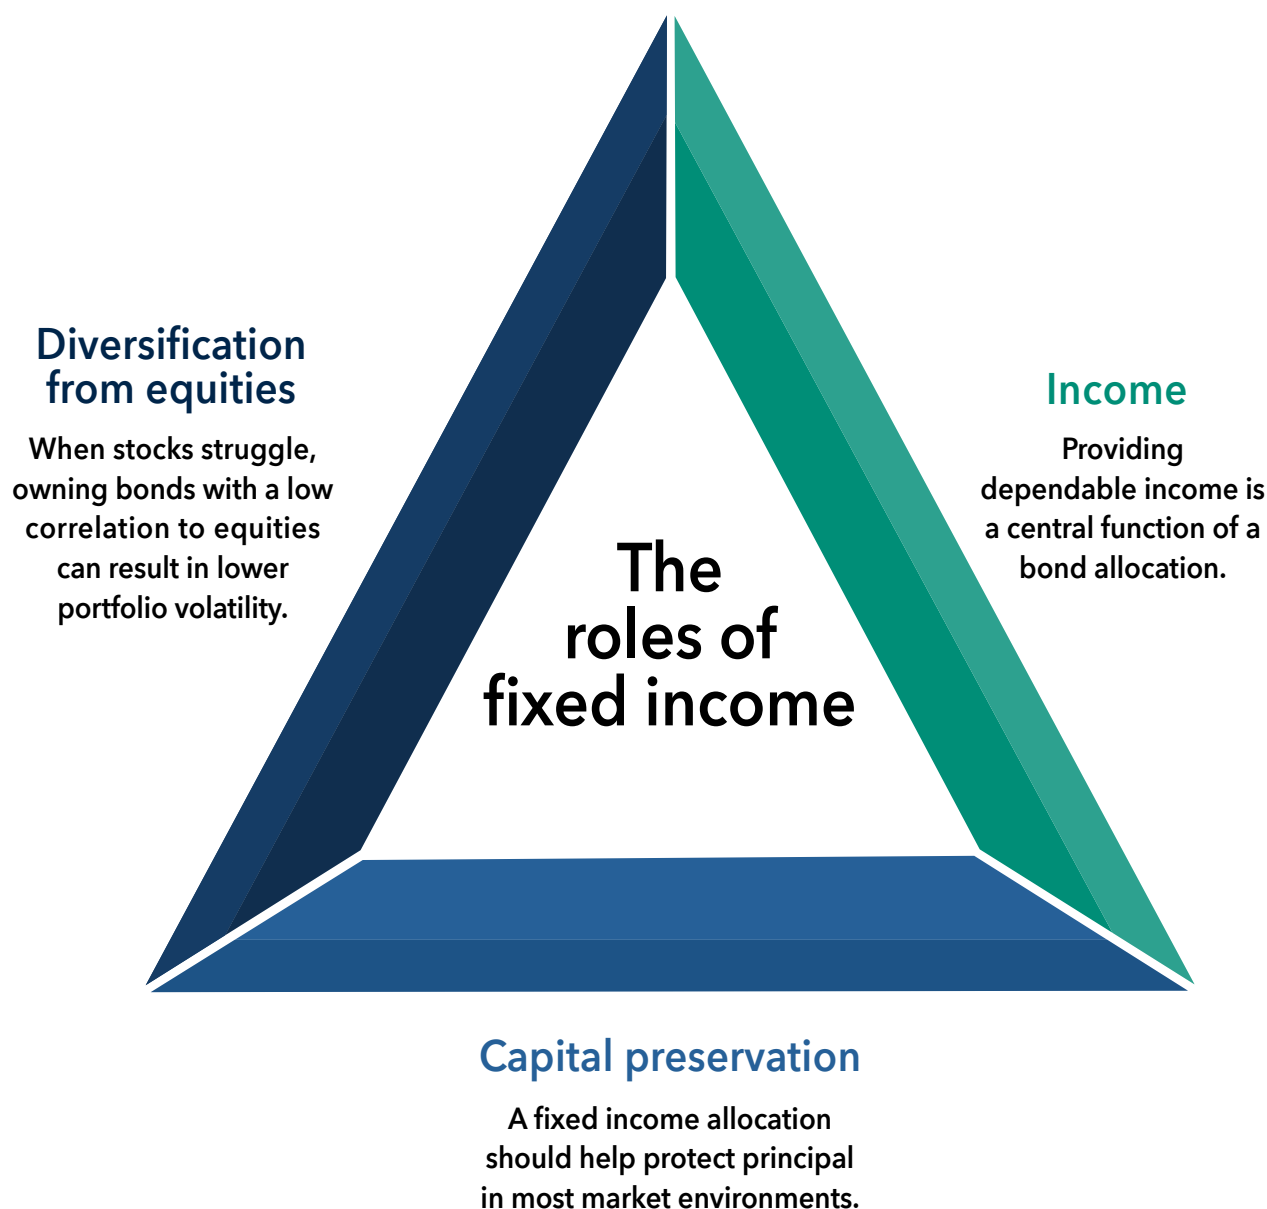 Diversification
from equities
When stocks struggle,
owning bonds with a low
correlation to equities
can result in lower
portfolio volatility.
The
roles of
fixed income
Income
Providing
dependable income is
a central function of a
bond allocation.
Capital preservation
A fixed income allocation
should help protect principal
in most market environments.